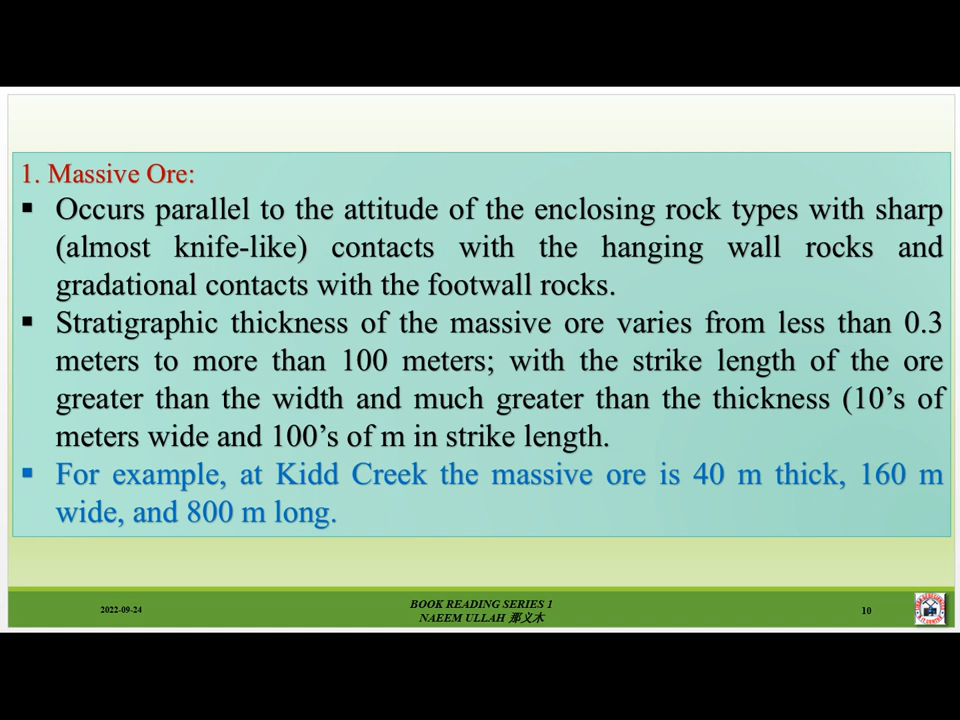 1. Massive Ore:
▪ Occurs parallel to the attitude of the enclosing rock types with sharp
(almost knife-like) contacts with the hanging wall rocks and
gradational contacts with the footwall rocks.
▪ Stratigraphic thickness of the massive ore varies from less than 0.3
meters to more than 100 meters; with the strike length of the ore
greater than the width and much greater than the thickness (10’s of
meters wide and 100’s of m in strike length.
▪ For example, at Kidd Creek the massive ore is 40 m thick, 160 m
wide, and 800 m long.
2022-09-24
BOOK READING SERIES 1
NAEEM ULLAH 那义木
10